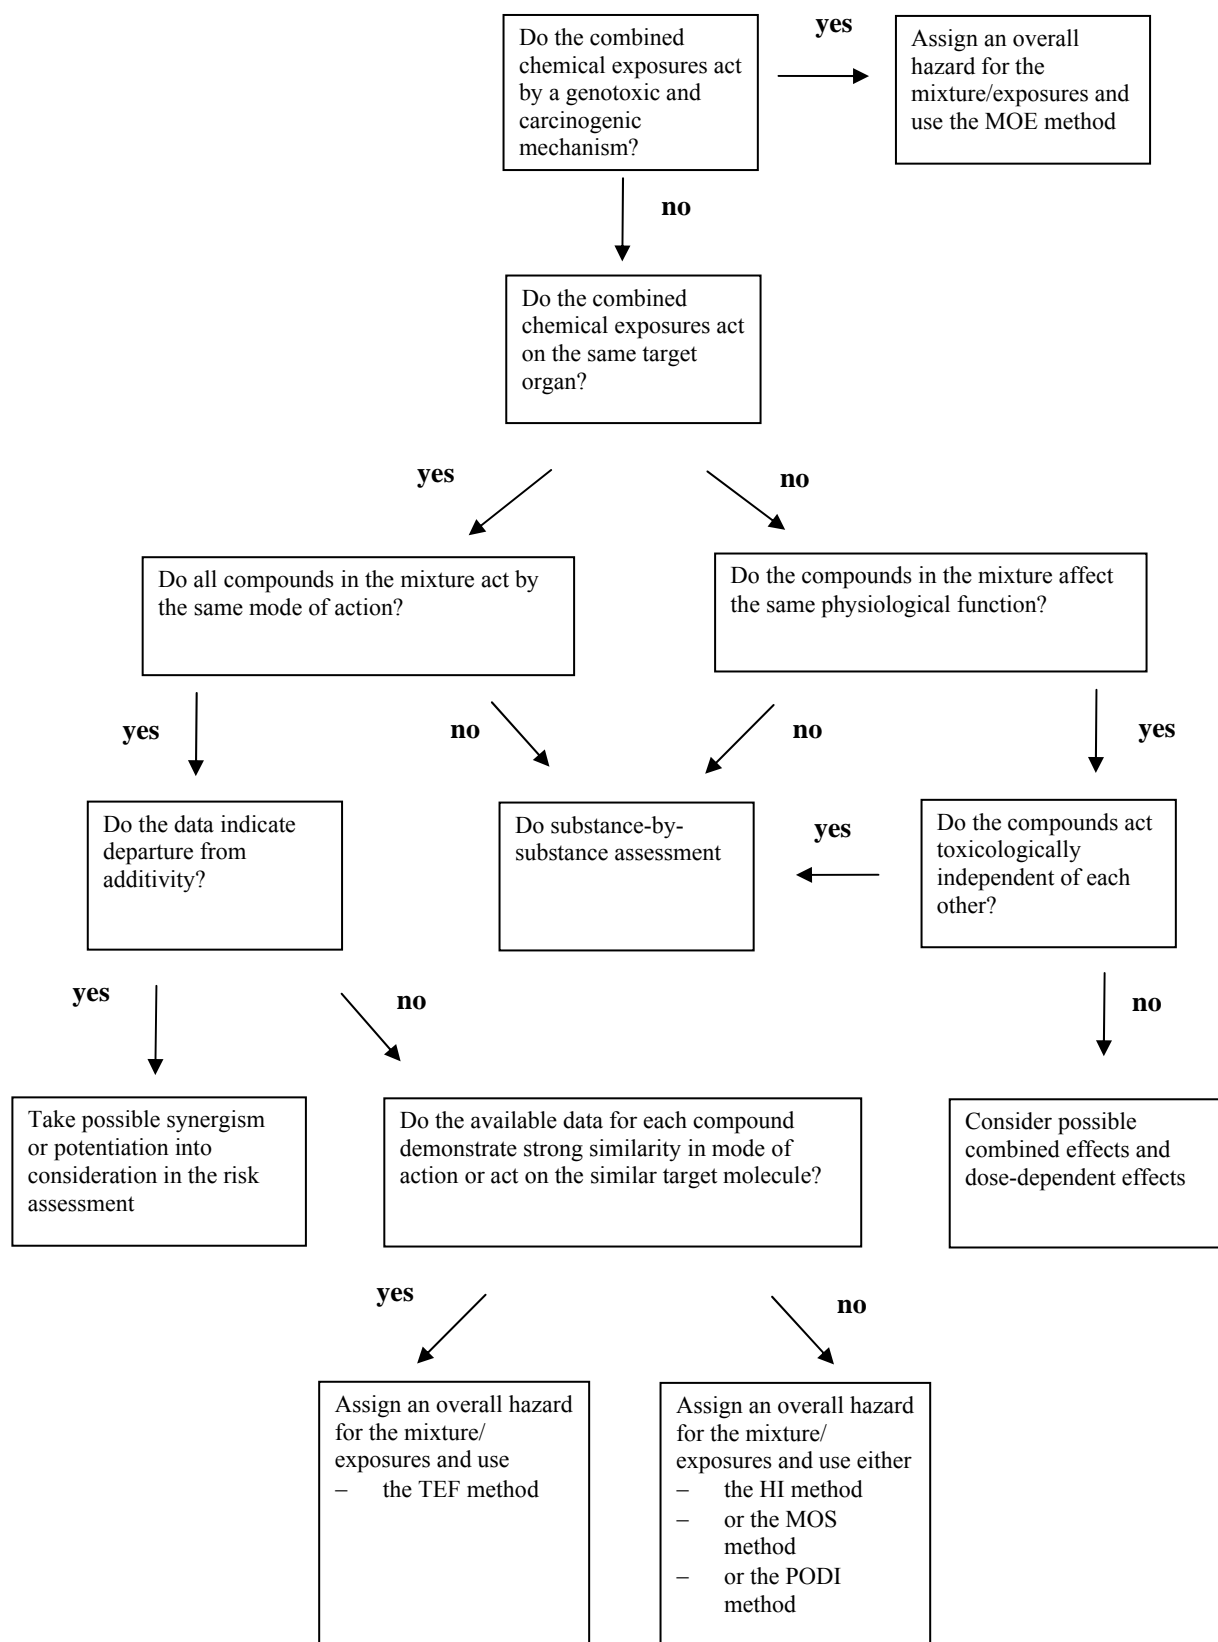 Do the combined
chemical exposures act
by a genotoxic and
carcinogenic
mechanism?
yes
Assign an overall
hazard for the
mixture/exposures and
use the MOE method
no
Do the combined
chemical exposures act
on the same target
organ?
yes
no
Do all compounds in the mixture act by
the same mode of action?
Do the compounds in the mixture affect
the same physiological function?
yes
no
no
yes
Do the data indicate
departure from
additivity?
Do substance-by-
substance assessment
yes
Do the compounds act
toxicologically
independent of each
other?
yes
no
no
Take possible synergism
or potentiation into
consideration in the risk
assessment
Do the available data for each compound
demonstrate strong similarity in mode of
action or act on the similar target molecule?
Consider possible
combined effects and
dose-dependent effects
yes
no
Assign an overall hazard
for the mixture/
exposures and use
– the TEF method
Assign an overall hazard
for the mixture/
exposures and use either
– the HI method
– or the MOS
method
– or the PODI
method